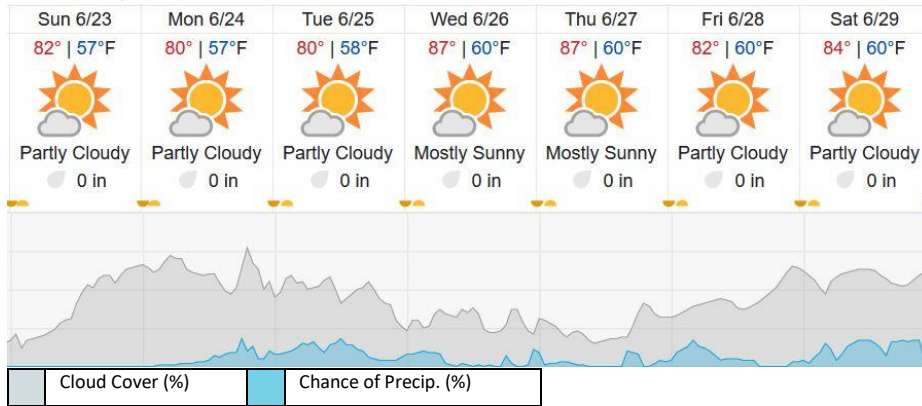 Sun 6/23 Mon 6/24 Tue 6/25 Wed 6/26 Thu 6/27 Fri 6/28 Sat 6/29
82° | 57°F 80° | 57°F 80° | 58°F 87° | 60°F 87° | 60°F 82° | 60°F 84° | 60°F
Partly Cloudy Partly Cloudy Partly Cloudy Mostly Sunny Mostly Sunny Partly Cloudy Partly Cloudy
0 in 0 in 0 in 0 in 0 in 0 in 0 in
Cloud Cover (%) Chance of Precip. (%)